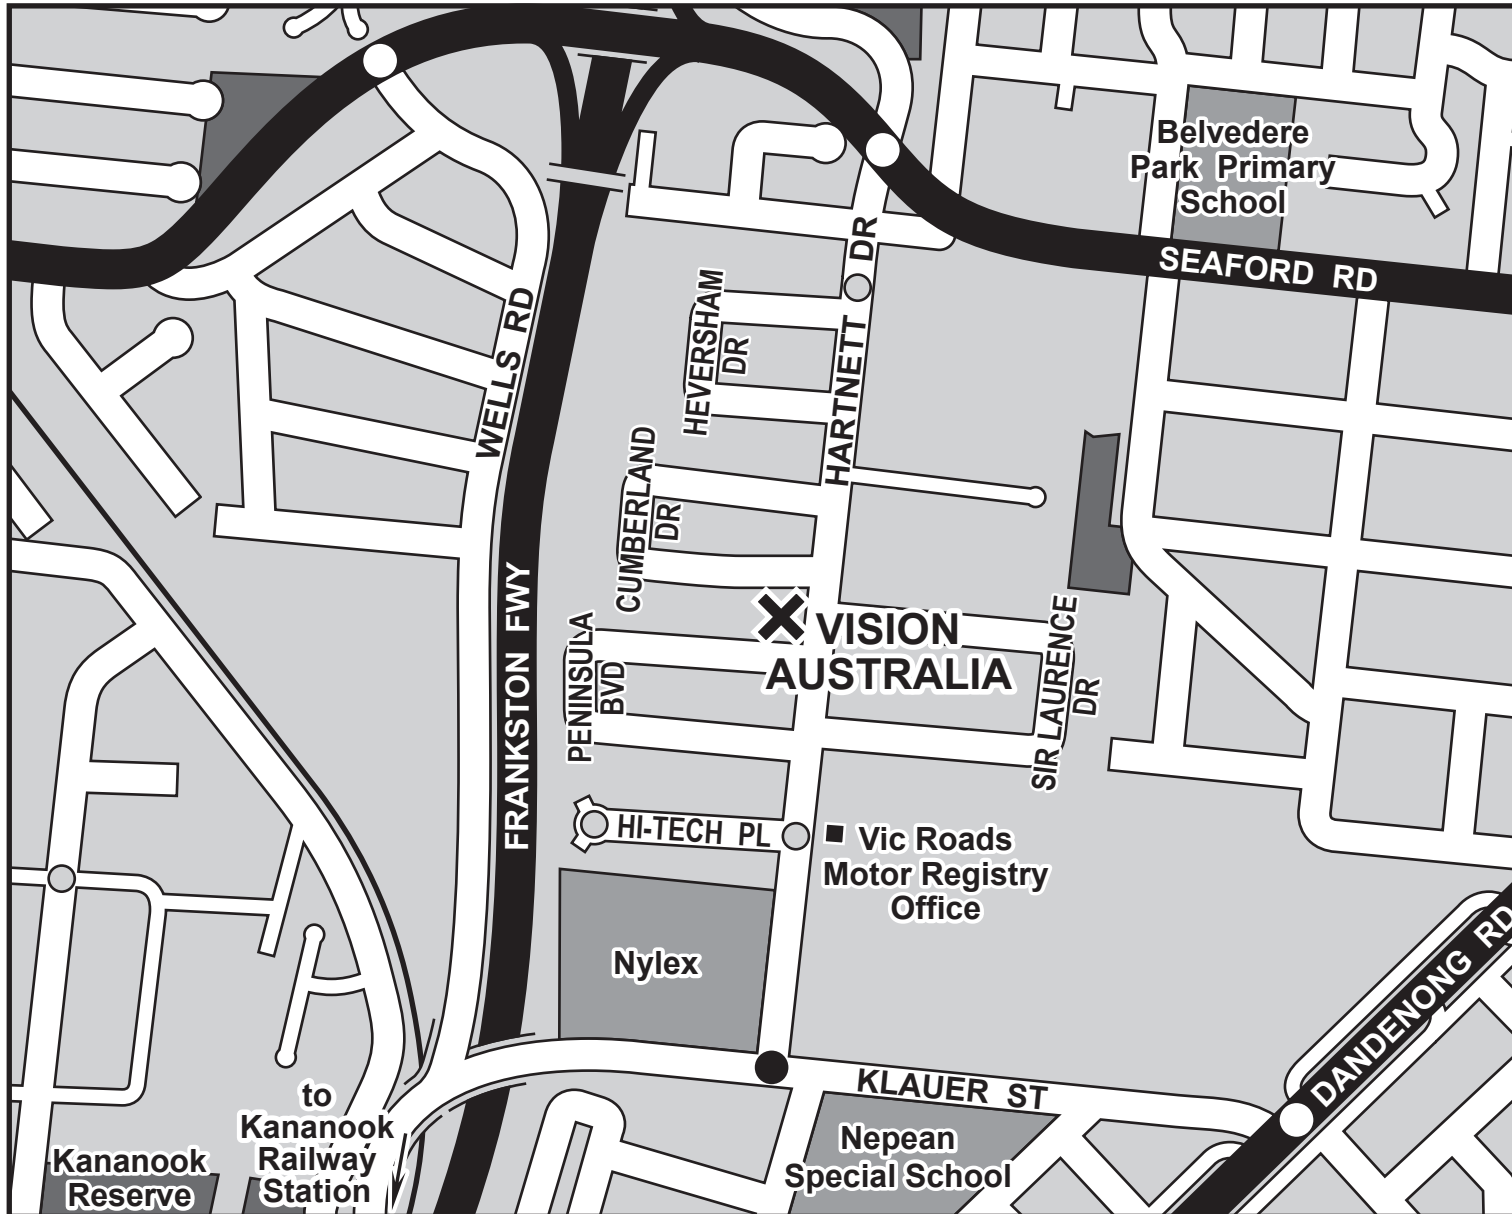 Belvedere
Park Primary
School
SEAFORD RD
WELLS RD
HARTNETT DR
HEVERSHAM
DR
CUMBERLAND
DR
FRANKSTON FWY
PENINSULA
BVD
VISION
AUSTRALIA
SIR LAURENCE
DR
HI-TECH PL
Vic Roads
Motor Registry
Office
Nylex
DANDENONG RD
KLAUER ST
to
Kananook
Railway
Station
Kananook
Reserve
Nepean
Special School